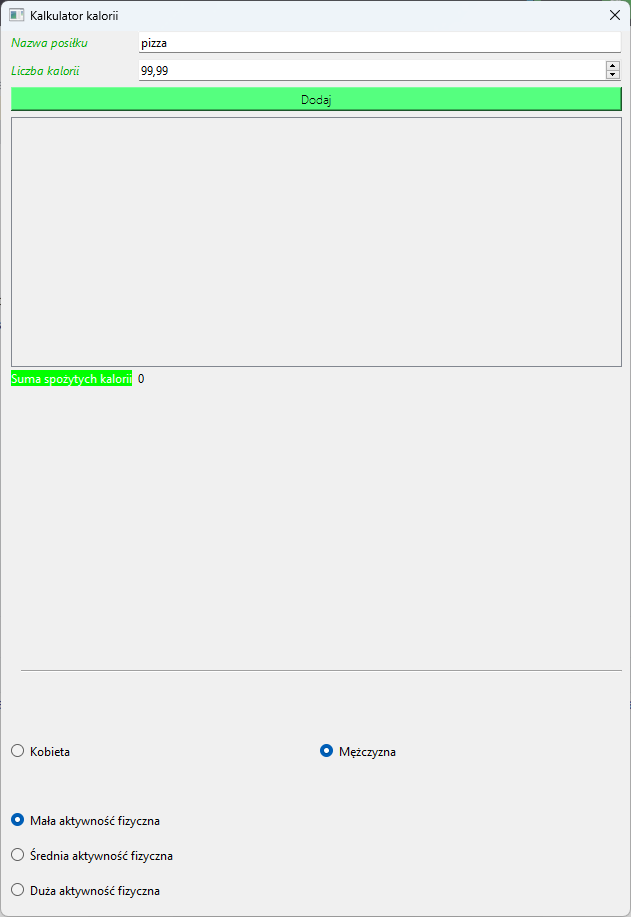 Kalkulator kalorii
Nazwa posiłku pizza
Liczba kalorii 99,99
Dodaj
Suma spożytych kalorii 0
Kobieta Mężczyzna
Mała aktywność fizyczna
Średnia aktywność fizyczna
Duża aktywność fizyczna